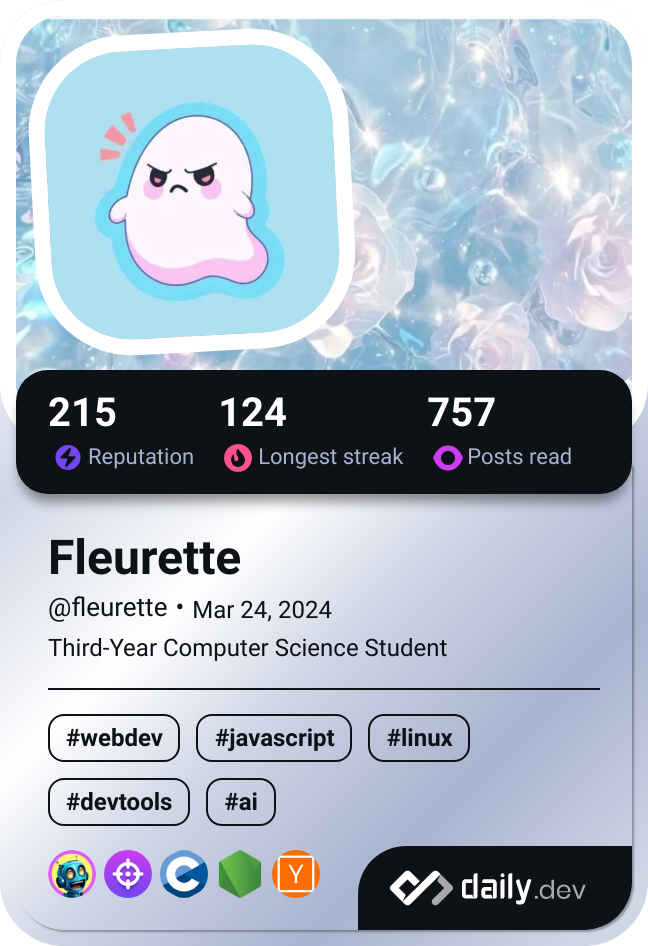 215 124 757
Reputation Longest streak Posts read
Fleurette
@fleurette • Mar 24, 2024
Third-Year Computer Science Student
#webdev #javascript #linux
#devtools #ai
C Y
daily.dev